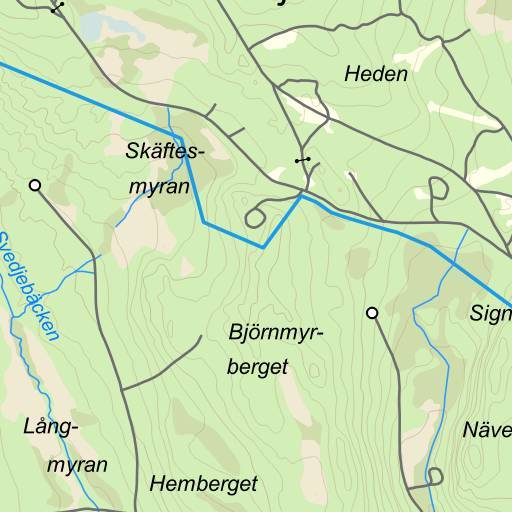 Heden
Skäftes-
myran
Svedjebäcken
Björnmyr-
berget
Sign
Lång-
myran
Näve
Hemberget